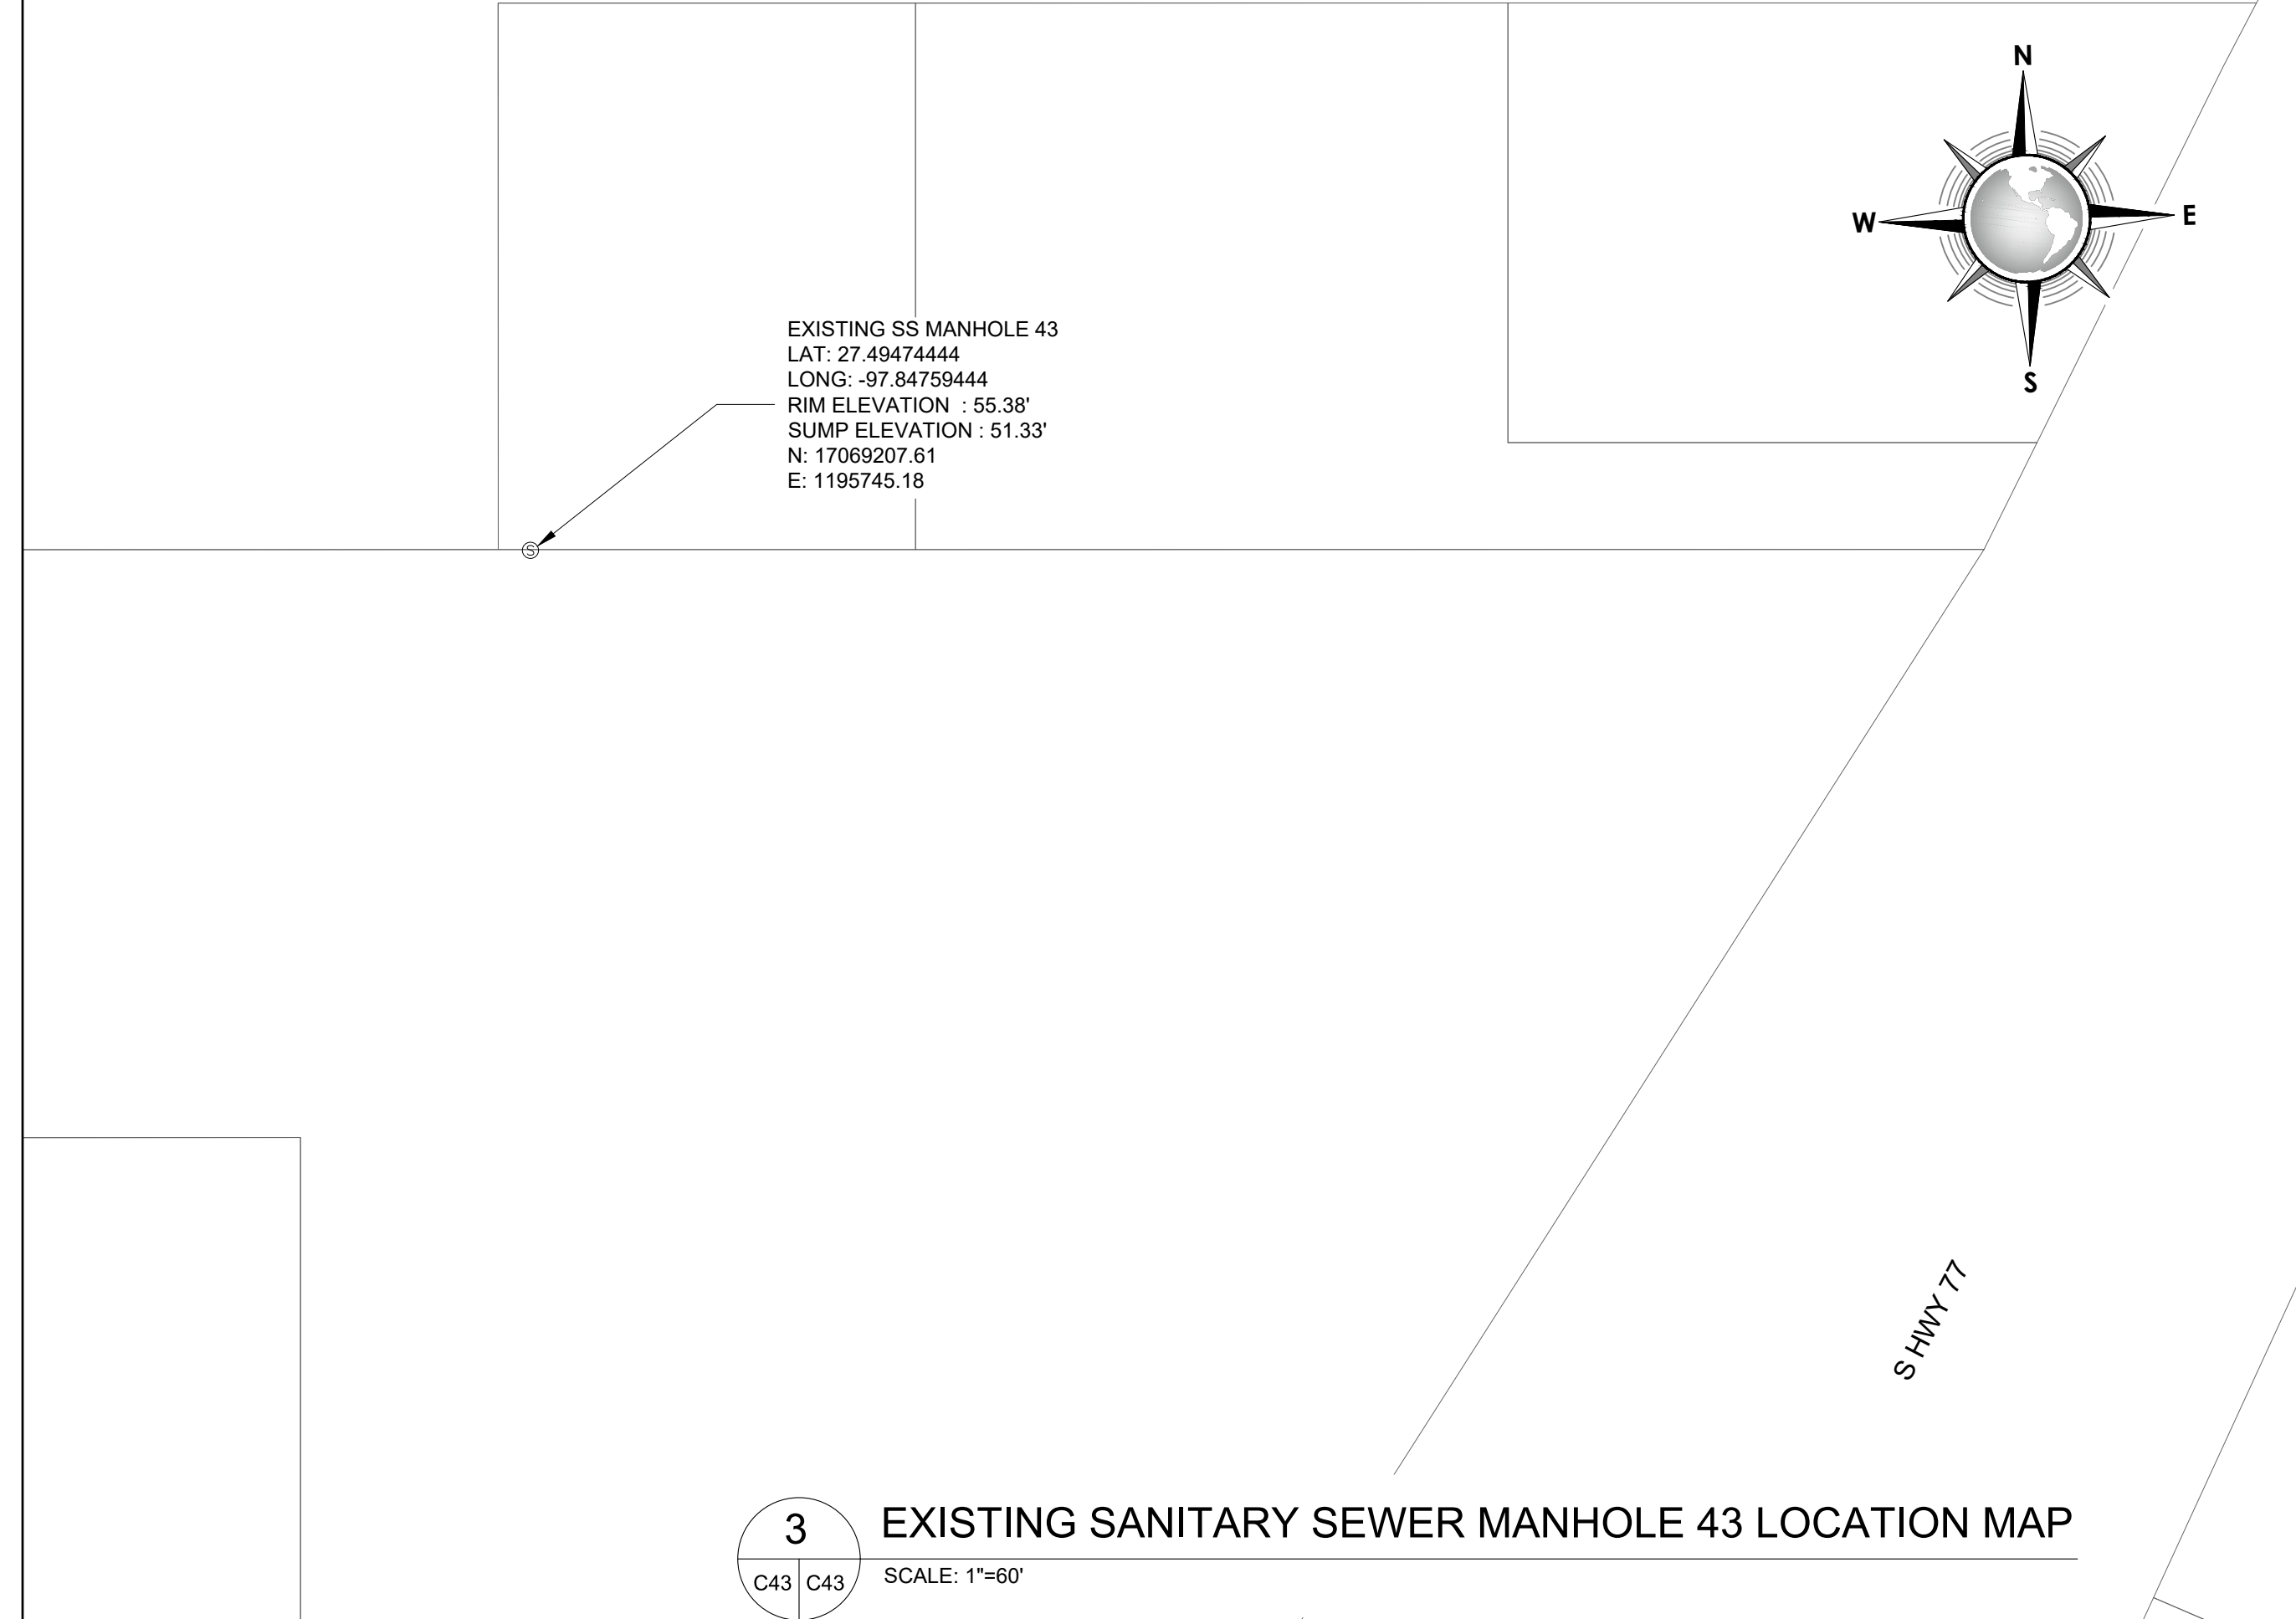 N
W
E
S
EXISTING SS MANHOLE 43
LAT: 27.49474444
LONG: -97.84759444
RIM ELEVATION : 55.38'
SUMP ELEVATION : 51.33'
N: 17069207.61
E: 1195745.18
S
S HWY 77
3
EXISTING SANITARY SEWER MANHOLE 43 LOCATION MAP
C43 C43
SCALE: 1"=60'